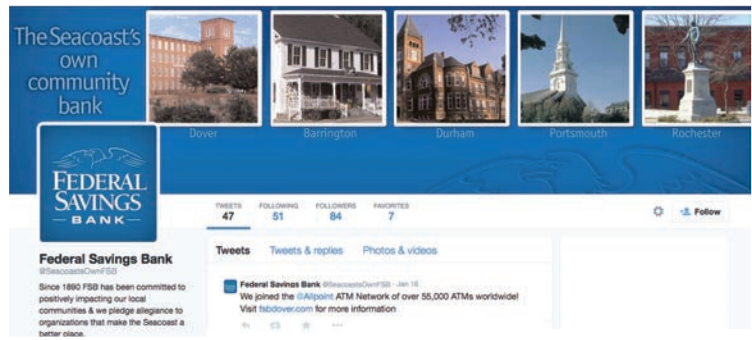 The Seacoast's
own
community
bank
Dover
Barrington
Durham
Portsmouth
Rochester
FEDERAL
SAVINGS
BANK
TWEETS
47
FOLLOWING
51
FOLLOWERS
84
FAVORITES
7
Follow
Federal Savings Bank
@SeacoastsOwnFSB
Since 1890 FSB has been committed to
positively impacting our local
communities & we pledge allegiance to
organizations that make the Seacoast a
better place.
Tweets Tweets & replies Photos & videos
Federal Savings Bank @SeacoastsOwnFSB · Jan 16
We joined the @Allpoint ATM Network of over 55,000 ATMs worldwide!
Visit fsbdover.com for more information